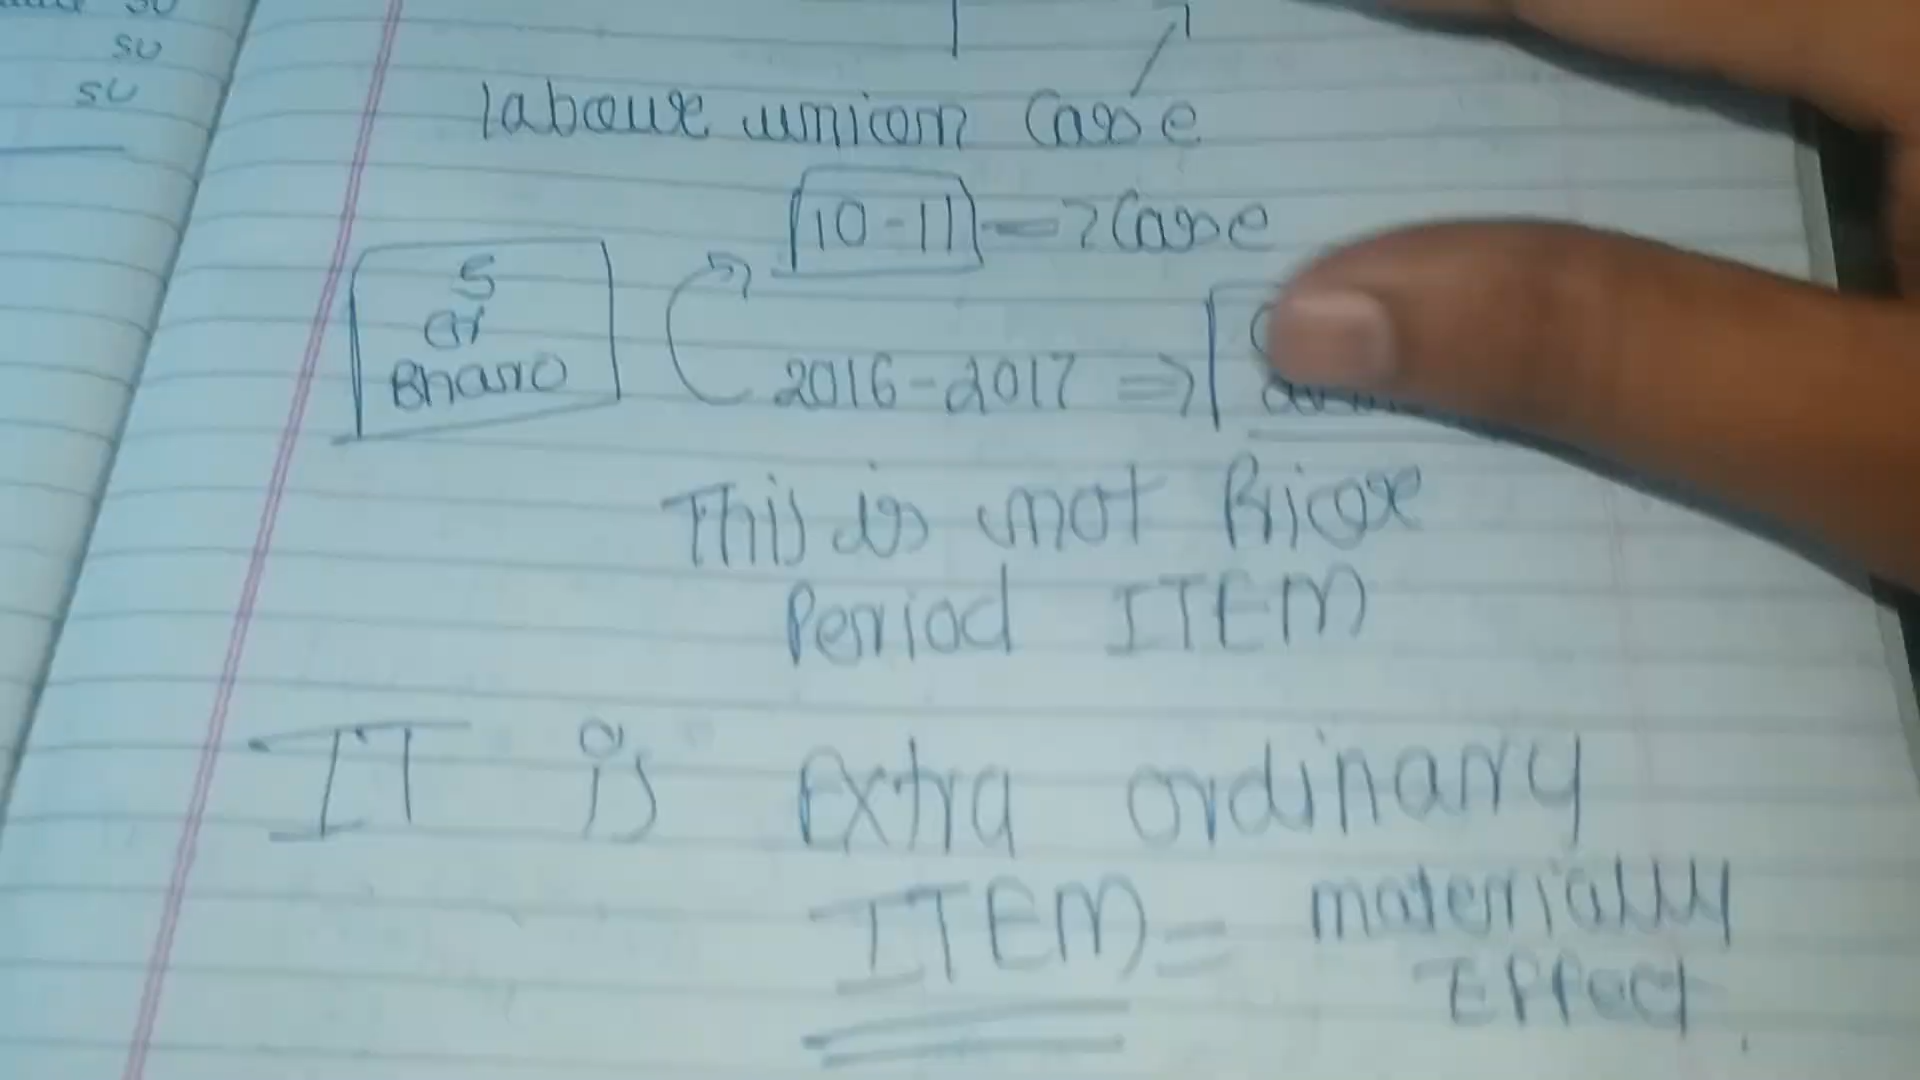 su
su
labour union Case
10-11 => Case
5
Cr
Bharo
2016-2017 =>
This is not Prior
Period ITEM
IT is Extra ordinary
ITEM = materially
Effect